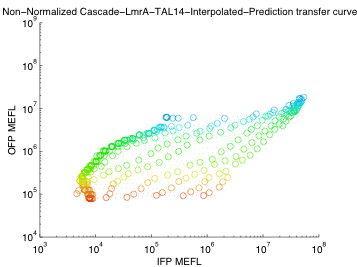 Non-Normalized Cascade-LmrA-TAL14-Interpolated-Prediction transfer curve
10^9
10^8
10^7
10^6
10^5
10^4
OFP MEFL
10^3 10^4 10^5 10^6 10^7 10^8
IFP MEFL